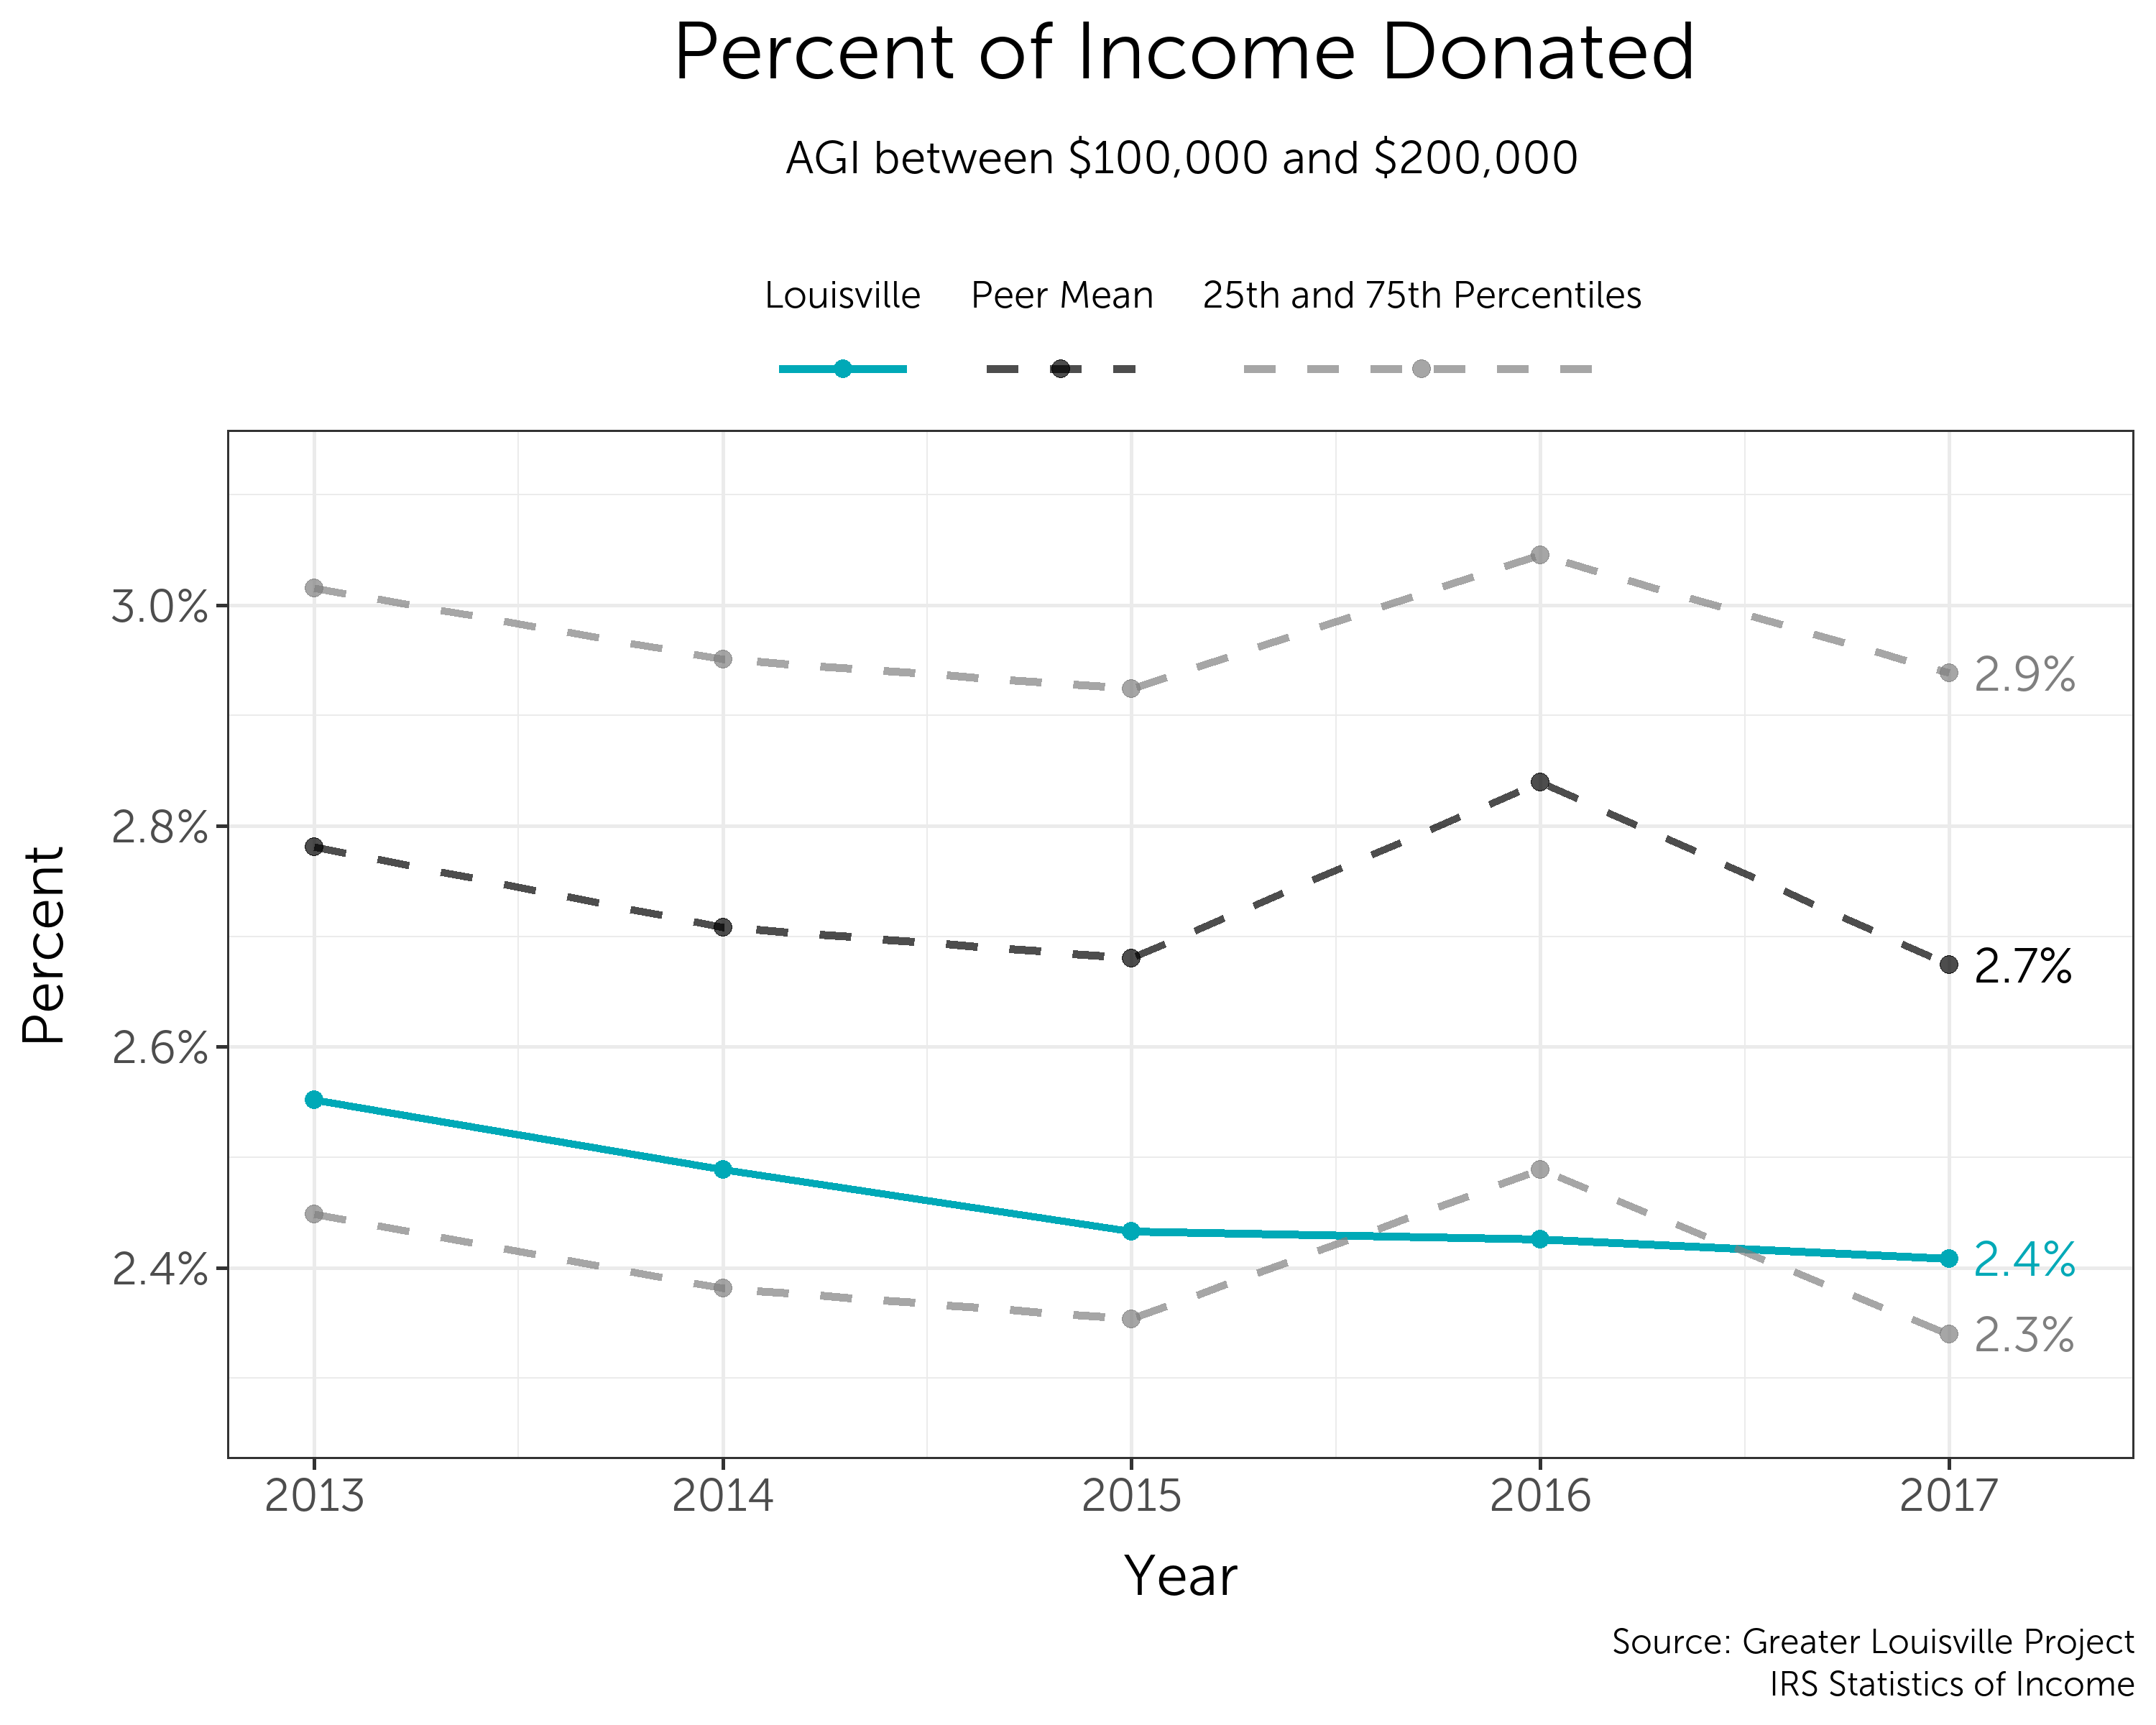 Percent of Income Donated
AGI between $100,000 and $200,000
Louisville Peer Mean 25th and 75th Percentiles
Percent
3.0%
2.8%
2.6%
2.4%
2.9%
2.7%
2.4%
2.3%
2013 2014 2015 2016 2017
Year
Source: Greater Louisville Project
IRS Statistics of Income